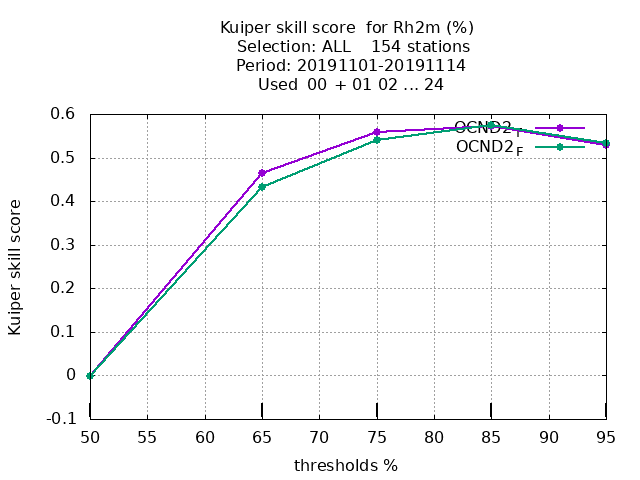 Kuiper skill score  for Rh2m (%)
Selection: ALL    154 stations
Period: 20191101-20191114
Used  00  + 01 02 ... 24
0.6
0.5
0.4
0.3
0.2
0.1
0
-0.1
Kuiper skill score
OCND2 T
OCND2 F
50 55 60 65 70 75 80 85 90 95
thresholds %